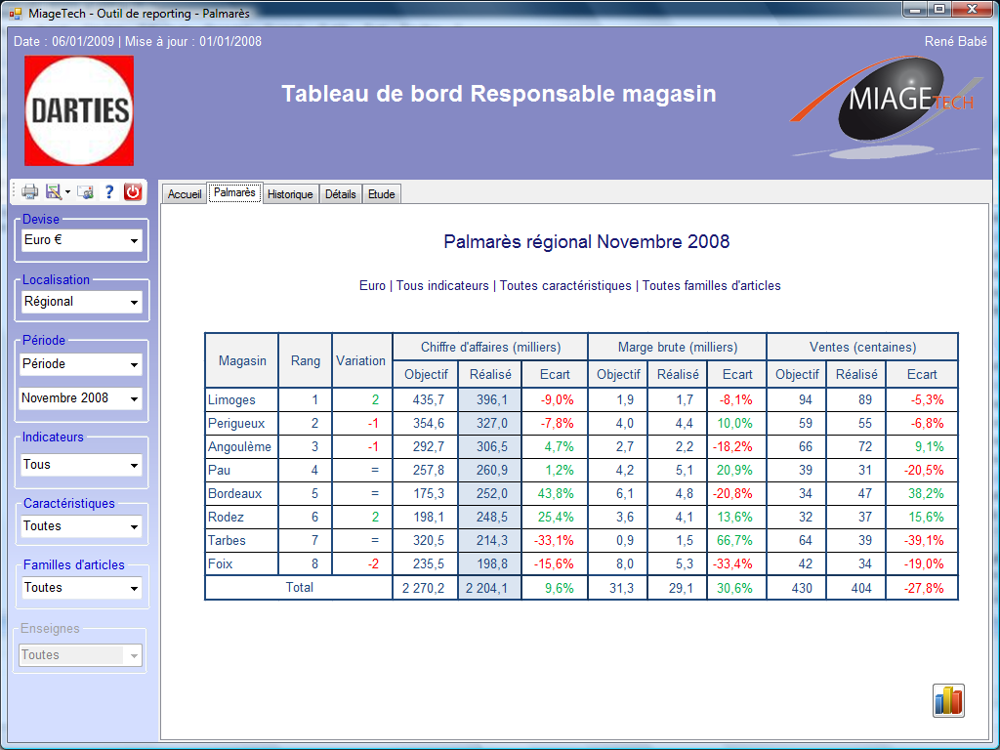 MiageTech - Outil de reporting - Palmarès
Date : 06/01/2009 | Mise à jour : 01/01/2008
René Babé
DARTIES
Tableau de bord Responsable magasin
MIAGE TECH
?
Accueil Palmarès Historique Détails Etude
Devise
Euro €
Localisation
Régional
Période
Période
Novembre 2008
Indicateurs
Tous
Caractéristiques
Toutes
Familles d'articles
Toutes
Enseignes
Toutes
Palmarès régional Novembre 2008
Euro | Tous indicateurs | Toutes caractéristiques | Toutes familles d'articles
Magasin Rang Variation Chiffre d'affaires (milliers) Marge brute (milliers) Ventes (centaines)
Objectif Réalisé Ecart Objectif Réalisé Ecart Objectif Réalisé Ecart
Limoges 1 2 435,7 396,1 -9,0% 1,9 1,7 -8,1% 94 89 -5,3%
Perigueux 2 -1 354,6 327,0 -7,8% 4,0 4,4 10,0% 59 55 -6,8%
Angoulème 3 -1 292,7 306,5 4,7% 2,7 2,2 -18,2% 66 72 9,1%
Pau 4 = 257,8 260,9 1,2% 4,2 5,1 20,9% 39 31 -20,5%
Bordeaux 5 = 175,3 252,0 43,8% 6,1 4,8 -20,8% 34 47 38,2%
Rodez 6 2 198,1 248,5 25,4% 3,6 4,1 13,6% 32 37 15,6%
Tarbes 7 = 320,5 214,3 -33,1% 0,9 1,5 66,7% 64 39 -39,1%
Foix 8 -2 235,5 198,8 -15,6% 8,0 5,3 -33,4% 42 34 -19,0%
Total 2 270,2 2 204,1 9,6% 31,3 29,1 30,6% 430 404 -27,8%